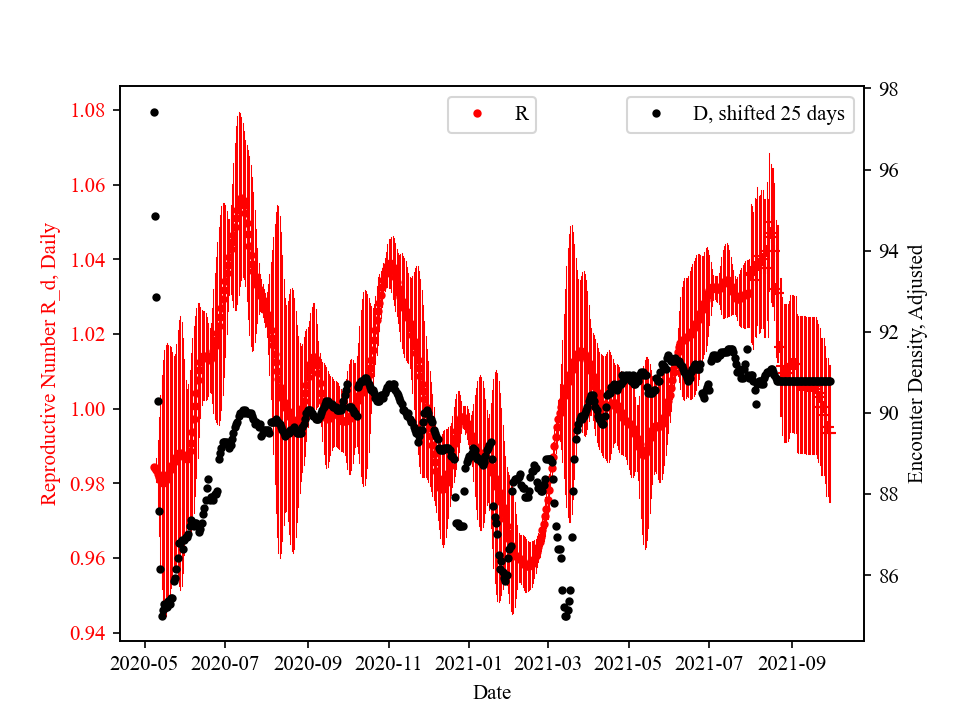 R
D, shifted 25 days
Reproductive Number R_d, Daily
1.08
1.06
1.04
1.02
1.00
0.98
0.96
0.94
98
96
94
92
90
88
86
Encounter Density, Adjusted
2020-05 2020-07 2020-09 2020-11 2021-01 2021-03 2021-05 2021-07 2021-09
Date